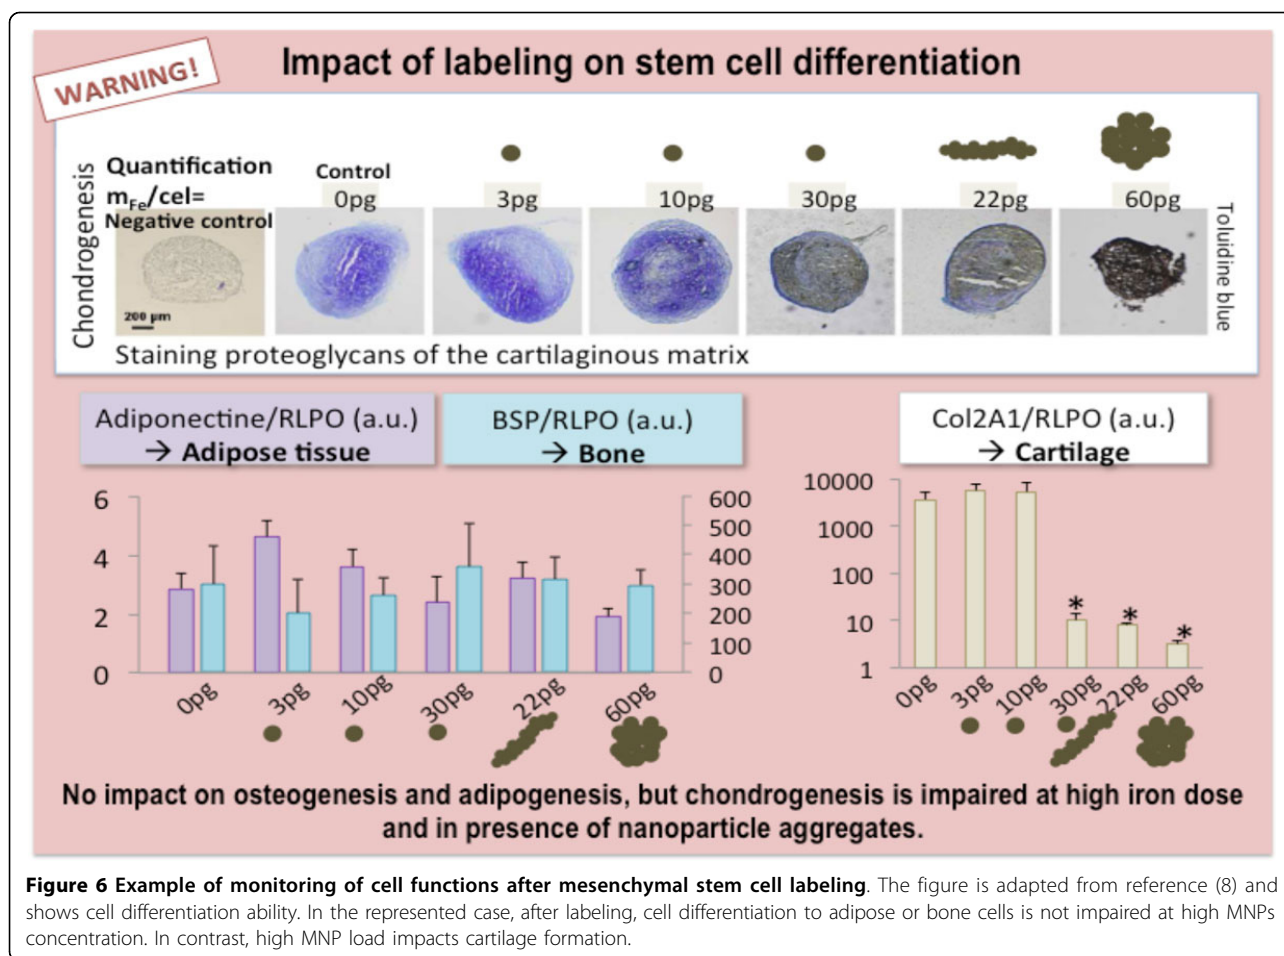 WARNING!
Impact of labeling on stem cell differentiation
Chondrogenesis
Quantification
m_Fe/cel=
Negative control
Control
0pg
3pg
10pg
30pg
22pg
60pg
200 µm
Toluidine blue
Staining proteoglycans of the cartilaginous matrix
Adiponectine/RLPO (a.u.)
→ Adipose tissue
BSP/RLPO (a.u.)
→ Bone
Col2A1/RLPO (a.u.)
→ Cartilage
6
4
2
0
600
500
400
300
200
100
0
0pg
3pg
10pg
30pg
22pg
60pg
10000
1000
100
10
1
*
*
*
0pg
3pg
10pg
30pg
22pg
60pg
No impact on osteogenesis and adipogenesis, but chondrogenesis is impaired at high iron dose
and in presence of nanoparticle aggregates.
Figure 6 Example of monitoring of cell functions after mesenchymal stem cell labeling. The figure is adapted from reference (8) and
shows cell differentiation ability. In the represented case, after labeling, cell differentiation to adipose or bone cells is not impaired at high MNPs
concentration. In contrast, high MNP load impacts cartilage formation.